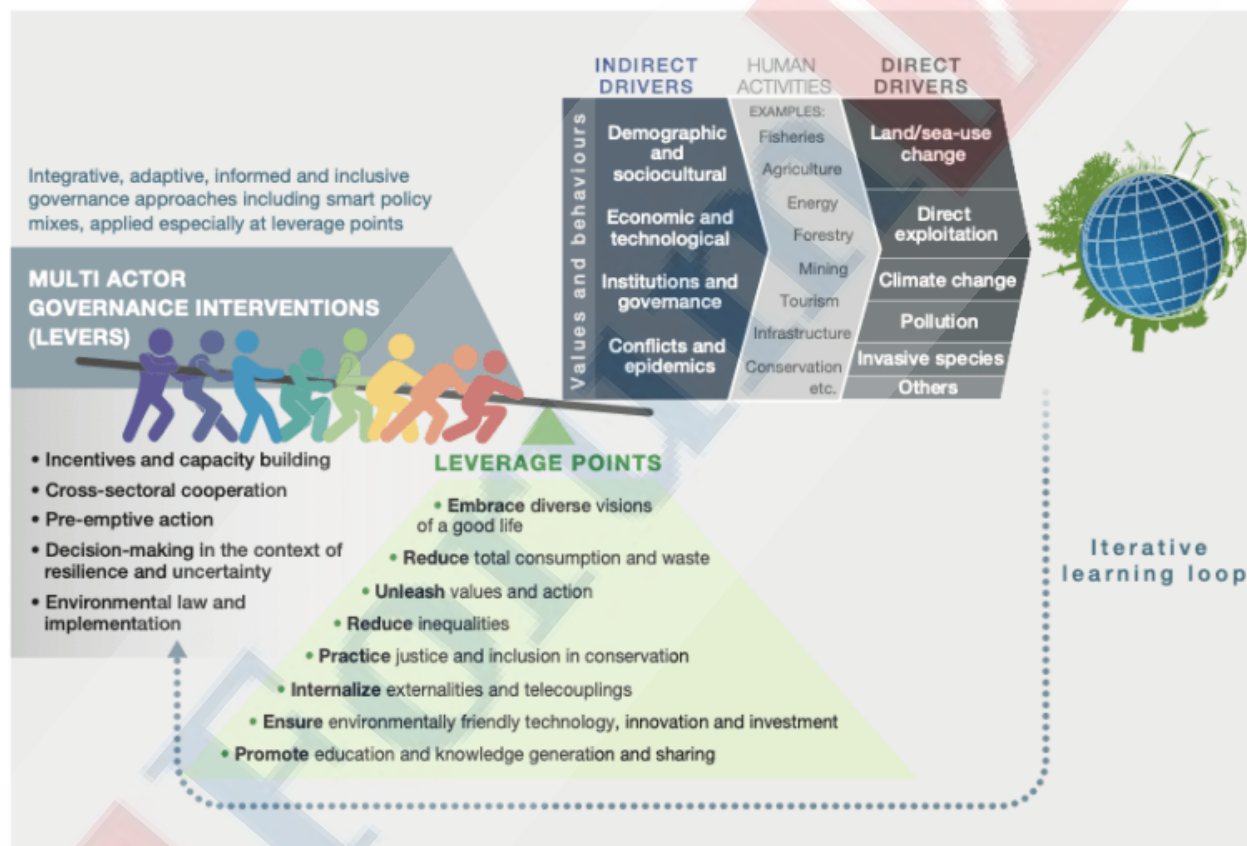 Integrative, adaptive, informed and inclusive
governance approaches including smart policy
mixes, applied especially at leverage points
MULTI ACTOR
GOVERNANCE INTERVENTIONS
(LEVERS)
• Incentives and capacity building
• Cross-sectoral cooperation
• Pre-emptive action
• Decision-making in the context of
resilience and uncertainty
• Environmental law and
implementation
LEVERAGE POINTS
• Embrace diverse visions
of a good life
• Reduce total consumption and waste
• Unleash values and action
• Reduce inequalities
• Practice justice and inclusion in conservation
• Internalize externalities and telecouplings
• Ensure environmentally friendly technology, innovation and investment
• Promote education and knowledge generation and sharing
INDIRECT
DRIVERS
Values and behaviours
Demographic
and
sociocultural
Economic and
technological
Institutions and
governance
Conflicts and
epidemics
HUMAN
ACTIVITIES
EXAMPLES:
Fisheries
Agriculture
Energy
Forestry
Mining
Tourism
Infrastructure
Conservation
etc.
DIRECT
DRIVERS
Land/sea-use
change
Direct
exploitation
Climate change
Pollution
Invasive species
Others
Iterative
learning loop